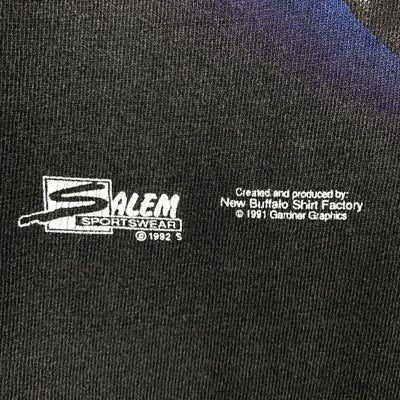 SALEM
SPORTSWEAR
© 1992 S
Created and produced by:
New Buffalo Shirt Factory
© 1991 Gardner Graphics